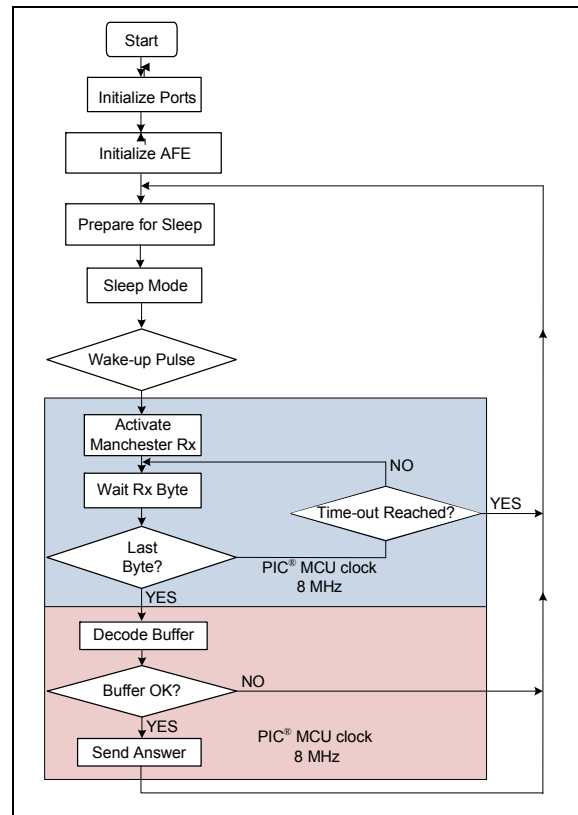 Start
Initialize Ports
Initialize AFE
Prepare for Sleep
Sleep Mode
Wake-up Pulse
Activate
Manchester Rx
NO
Wait Rx Byte
Time-out Reached?
YES
Last
Byte?
PIC® MCU clock
8 MHz
YES
Decode Buffer
Buffer OK?
NO
YES
Send Answer
PIC® MCU clock
8 MHz